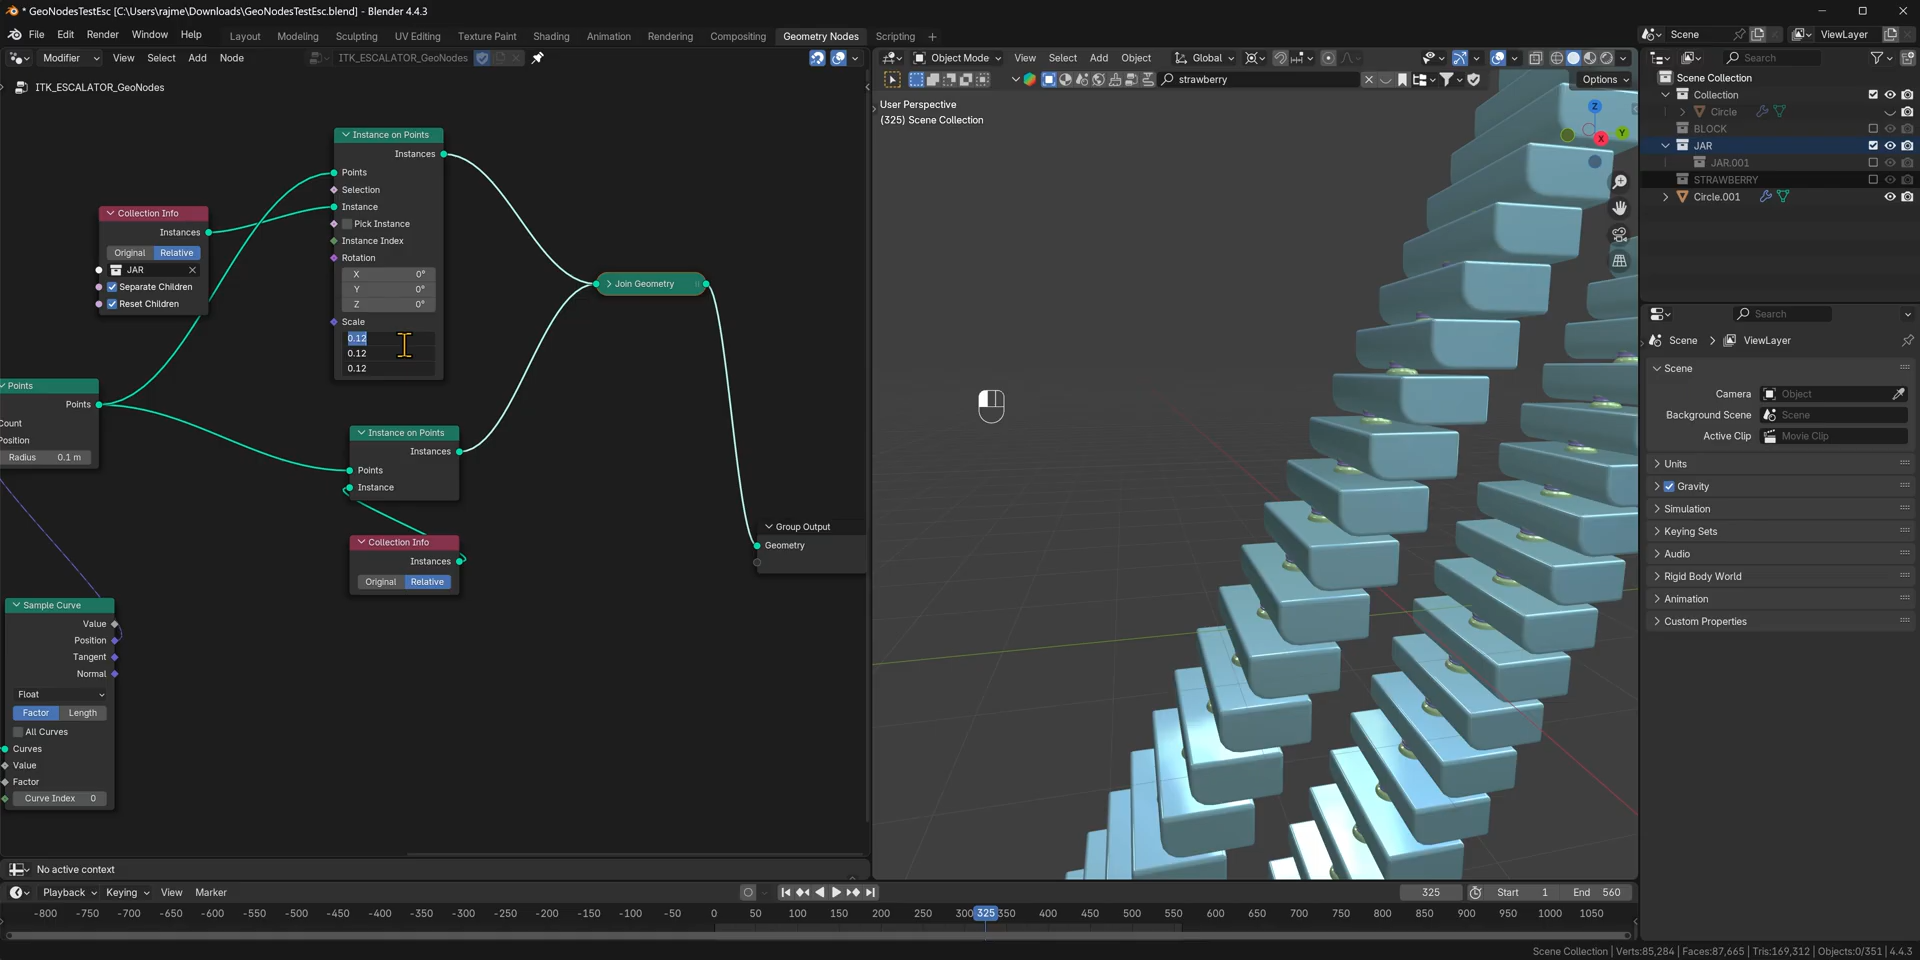 * GeoNodesTestEsc [C:\Users\rajme\Downloads\GeoNodesTestEsc.blend] - Blender 4.4.3
File Edit Render Window Help
Layout Modeling Sculpting UV Editing Texture Paint Shading Animation Rendering Compositing Geometry Nodes Scripting +
Scene
ViewLayer
Modifier View Select Add Node
ITK_ESCALATOR_GeoNodes
ITK_ESCALATOR_GeoNodes
Instance on Points
Instances
Points
Selection
Instance
Pick Instance
Instance Index
Rotation
X 0°
Y 0°
Z 0°
Scale
0.12
0.12
0.12
Collection Info
Instances
Original Relative
JAR
Separate Children
Reset Children
Join Geometry
Points
Points
Count
Position
Radius 0.1 m
Instance on Points
Instances
Points
Instance
Collection Info
Instances
Original Relative
Group Output
Geometry
Sample Curve
Value
Position
Tangent
Normal
Float
Factor Length
All Curves
Curves
Value
Factor
Curve Index 0
No active context
Object Mode View Select Add Object
Global
strawberry
Options
User Perspective
(325) Scene Collection
Z
Y
X
Search
Scene Collection
Collection
Circle
BLOCK
JAR
JAR.001
STRAWBERRY
Circle.001
Search
Scene > ViewLayer
Scene
Camera Object
Background Scene Scene
Active Clip Movie Clip
Units
Gravity
Simulation
Keying Sets
Audio
Rigid Body World
Animation
Custom Properties
Playback Keying View Marker
325
Start 1 End 560
-800 -750 -700 -650 -600 -550 -500 -450 -400 -350 -300 -250 -200 -150 -100 -50 0 50 100 150 200 250 300 325 350 400 450 500 550 600 650 700 750 800 850 900 950 1000 1050
Scene Collection | Verts:85,284 | Faces:87,665 | Tris:169,312 | Objects:0/351 | 4.4.3